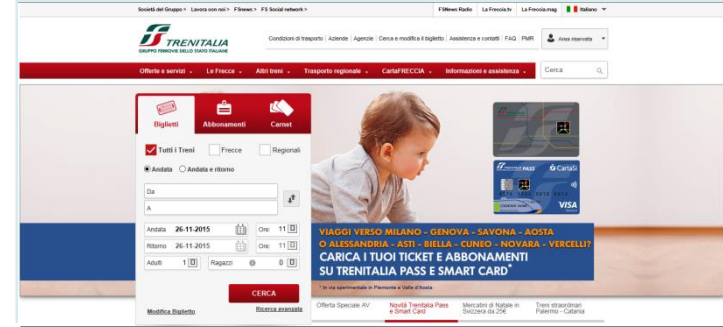 Società del Gruppo > Lavora con noi > FSnews > FS Social network >
FSNews Radio La Freccia.tv La Freccia.mag Italiano
TRENITALIA
GRUPPO FERROVIE DELLO STATO ITALIANE
Condizioni di trasporto | Aziende | Agenzie | Cerca e modifica il biglietto | Assistenza e contatti | FAQ | PMR
Area riservata
Offerte e servizi Le Frecce Altri treni Trasporto regionale CartaFRECCIA Informazioni e assistenza
Cerca
Biglietti Abbonamenti Carnet
Tutti i Treni Frecce Regionali
Andata Andata e ritorno
Da
A
Andata 26-11-2015 Ore: 11
Ritorno 26-11-2015 Ore: 11
Adulti 1 Ragazzi 0
CERCA
Modifica Biglietto Ricerca avanzata
PASS CartaSi
VISA
VIAGGI VERSO MILANO - GENOVA - SAVONA - AOSTA
O ALESSANDRIA - ASTI - BIELLA - CUNEO - NOVARA - VERCELLI?
CARICA I TUOI TICKET E ABBONAMENTI
SU TRENITALIA PASS E SMART CARD*
* In via sperimentale in Piemonte e Valle d'Aosta
Offerta Speciale AV
Novità Trenitalia Pass
e Smart Card
Mercatini di Natale in
Svizzera da 25€
Treni straordinari
Palermo - Catania